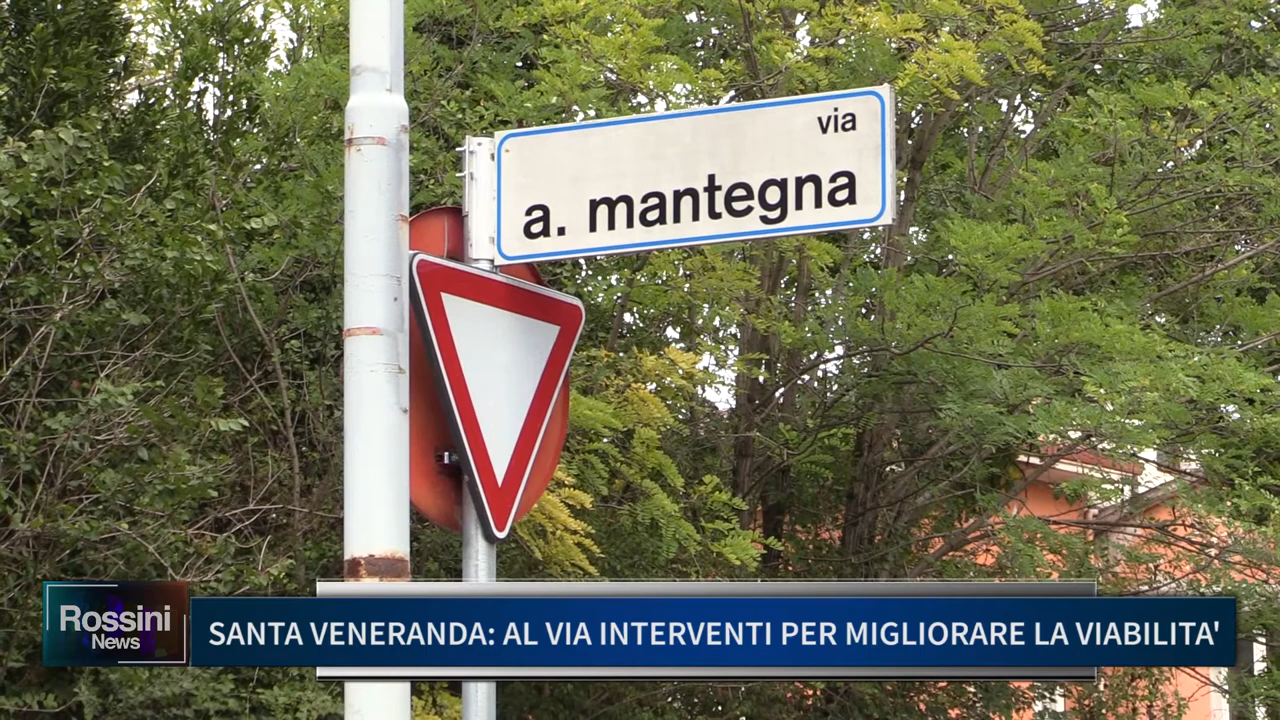 via
a. mantegna
Rossini
News
SANTA VENERANDA: AL VIA INTERVENTI PER MIGLIORARE LA VIABILITA'